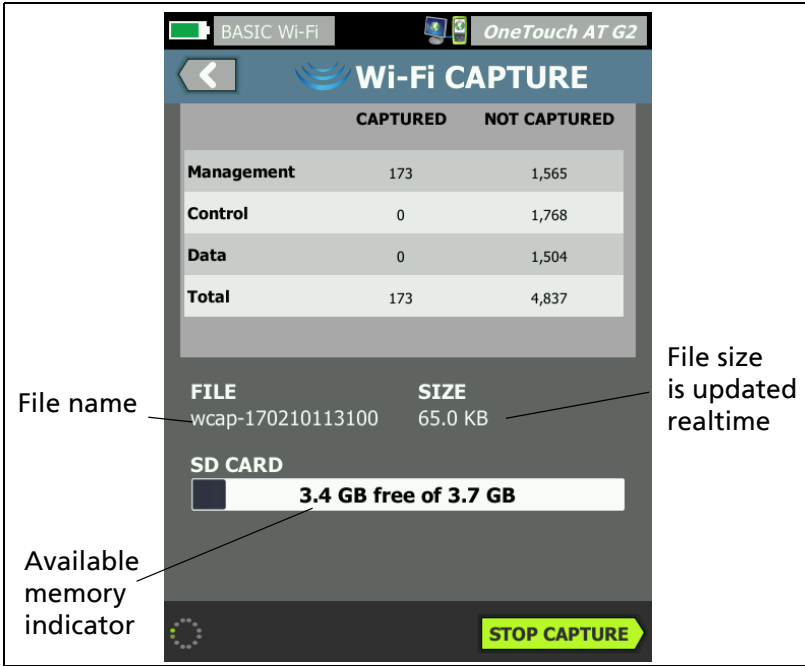 BASIC Wi-Fi
OneTouch AT G2
Wi-Fi CAPTURE
CAPTURED NOT CAPTURED
Management 173 1,565
Control 0 1,768
Data 0 1,504
Total 173 4,837
FILE SIZE
wcap-170210113100 65.0 KB
SD CARD
3.4 GB free of 3.7 GB
STOP CAPTURE
File name
File size
is updated
realtime
Available
memory
indicator